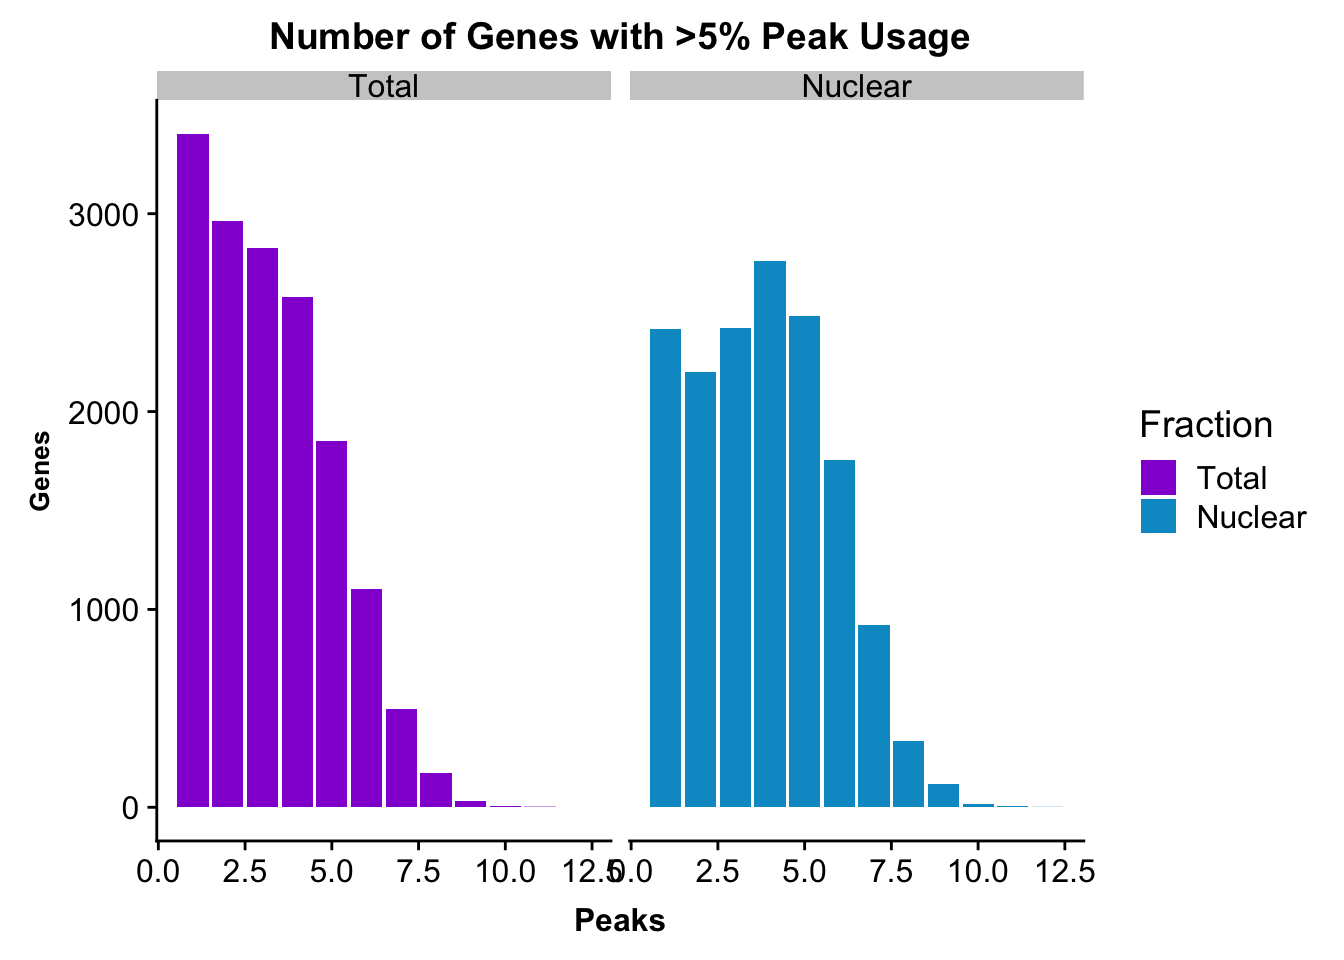 Number of Genes with >5% Peak Usage
Total
Nuclear
3000
2000
1000
0
Genes
0.0 2.5 5.0 7.5 10.0 12.5
0.0 2.5 5.0 7.5 10.0 12.5
Peaks
Fraction
Total
Nuclear